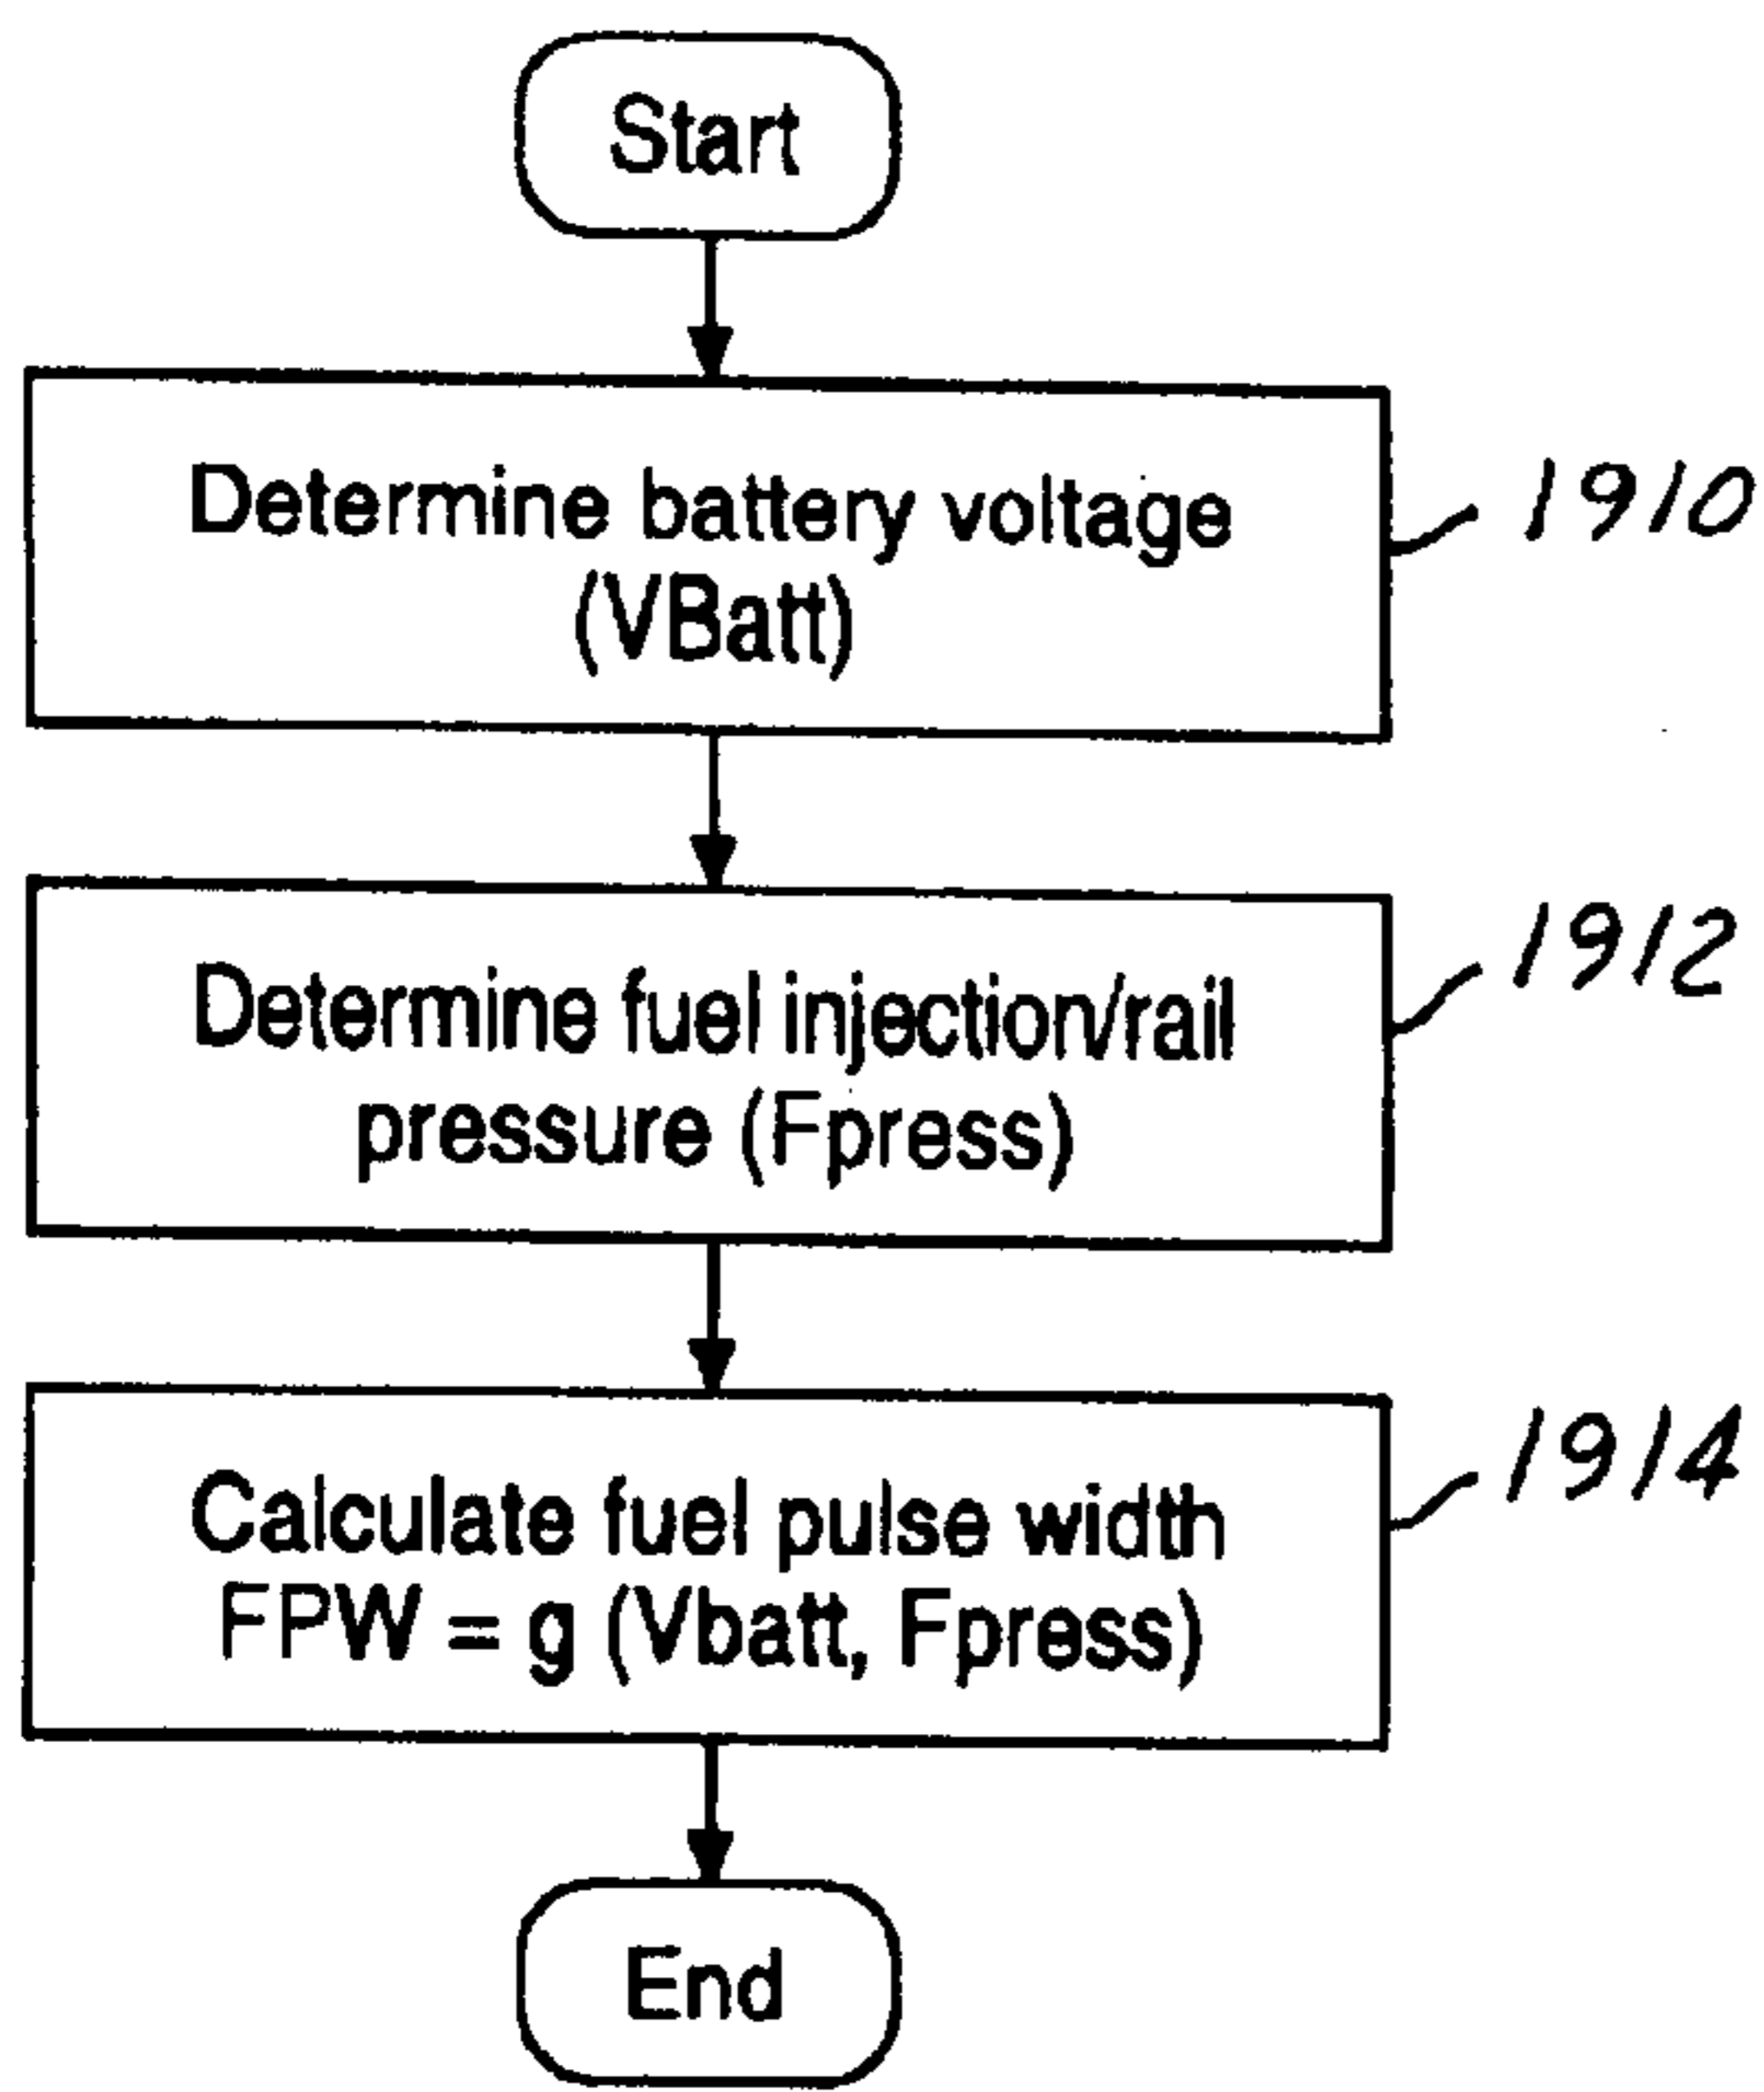 Start
Determine battery voltage
(VBatt)
1910
Determine fuel injection/rail
pressure (Fpress)
1912
Calculate fuel pulse width
FPW = g (Vbatt, Fpress)
1914
End